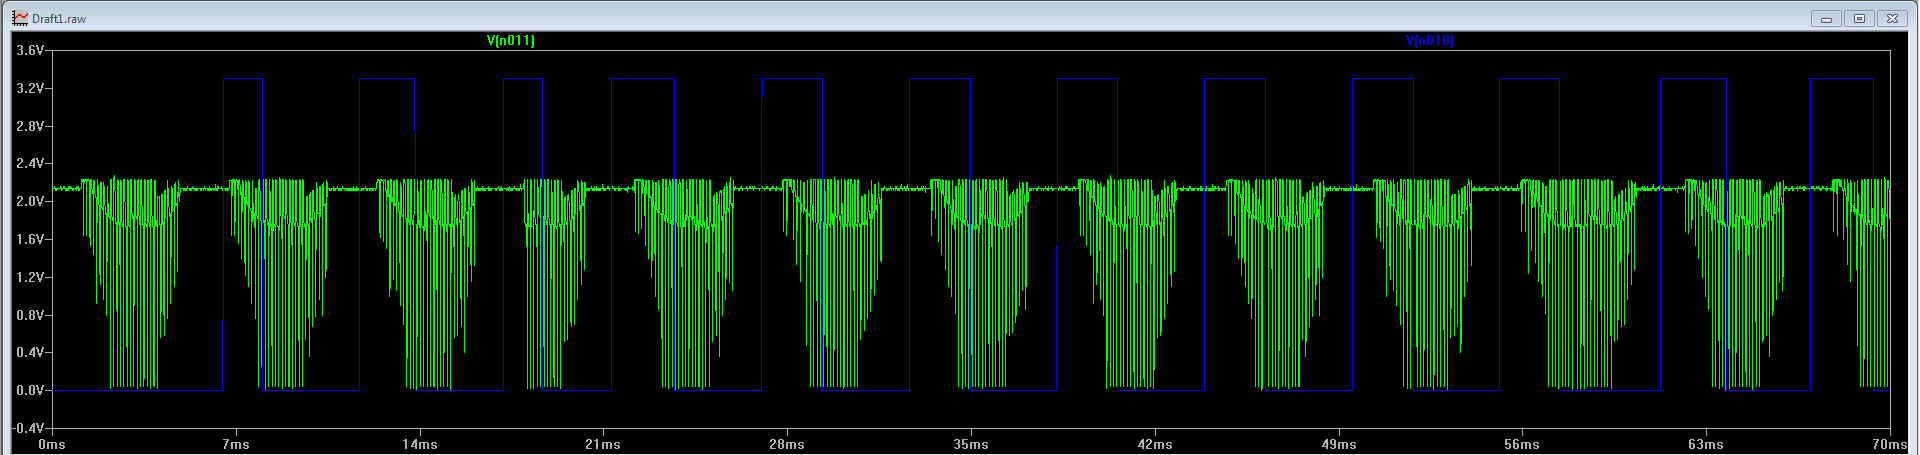 Draft1.raw
V(n011) V(n010)
3.6V
3.2V
2.8V
2.4V
2.0V
1.6V
1.2V
0.8V
0.4V
0.0V
-0.4V
0ms 7ms 14ms 21ms 28ms 35ms 42ms 49ms 56ms 63ms 70ms